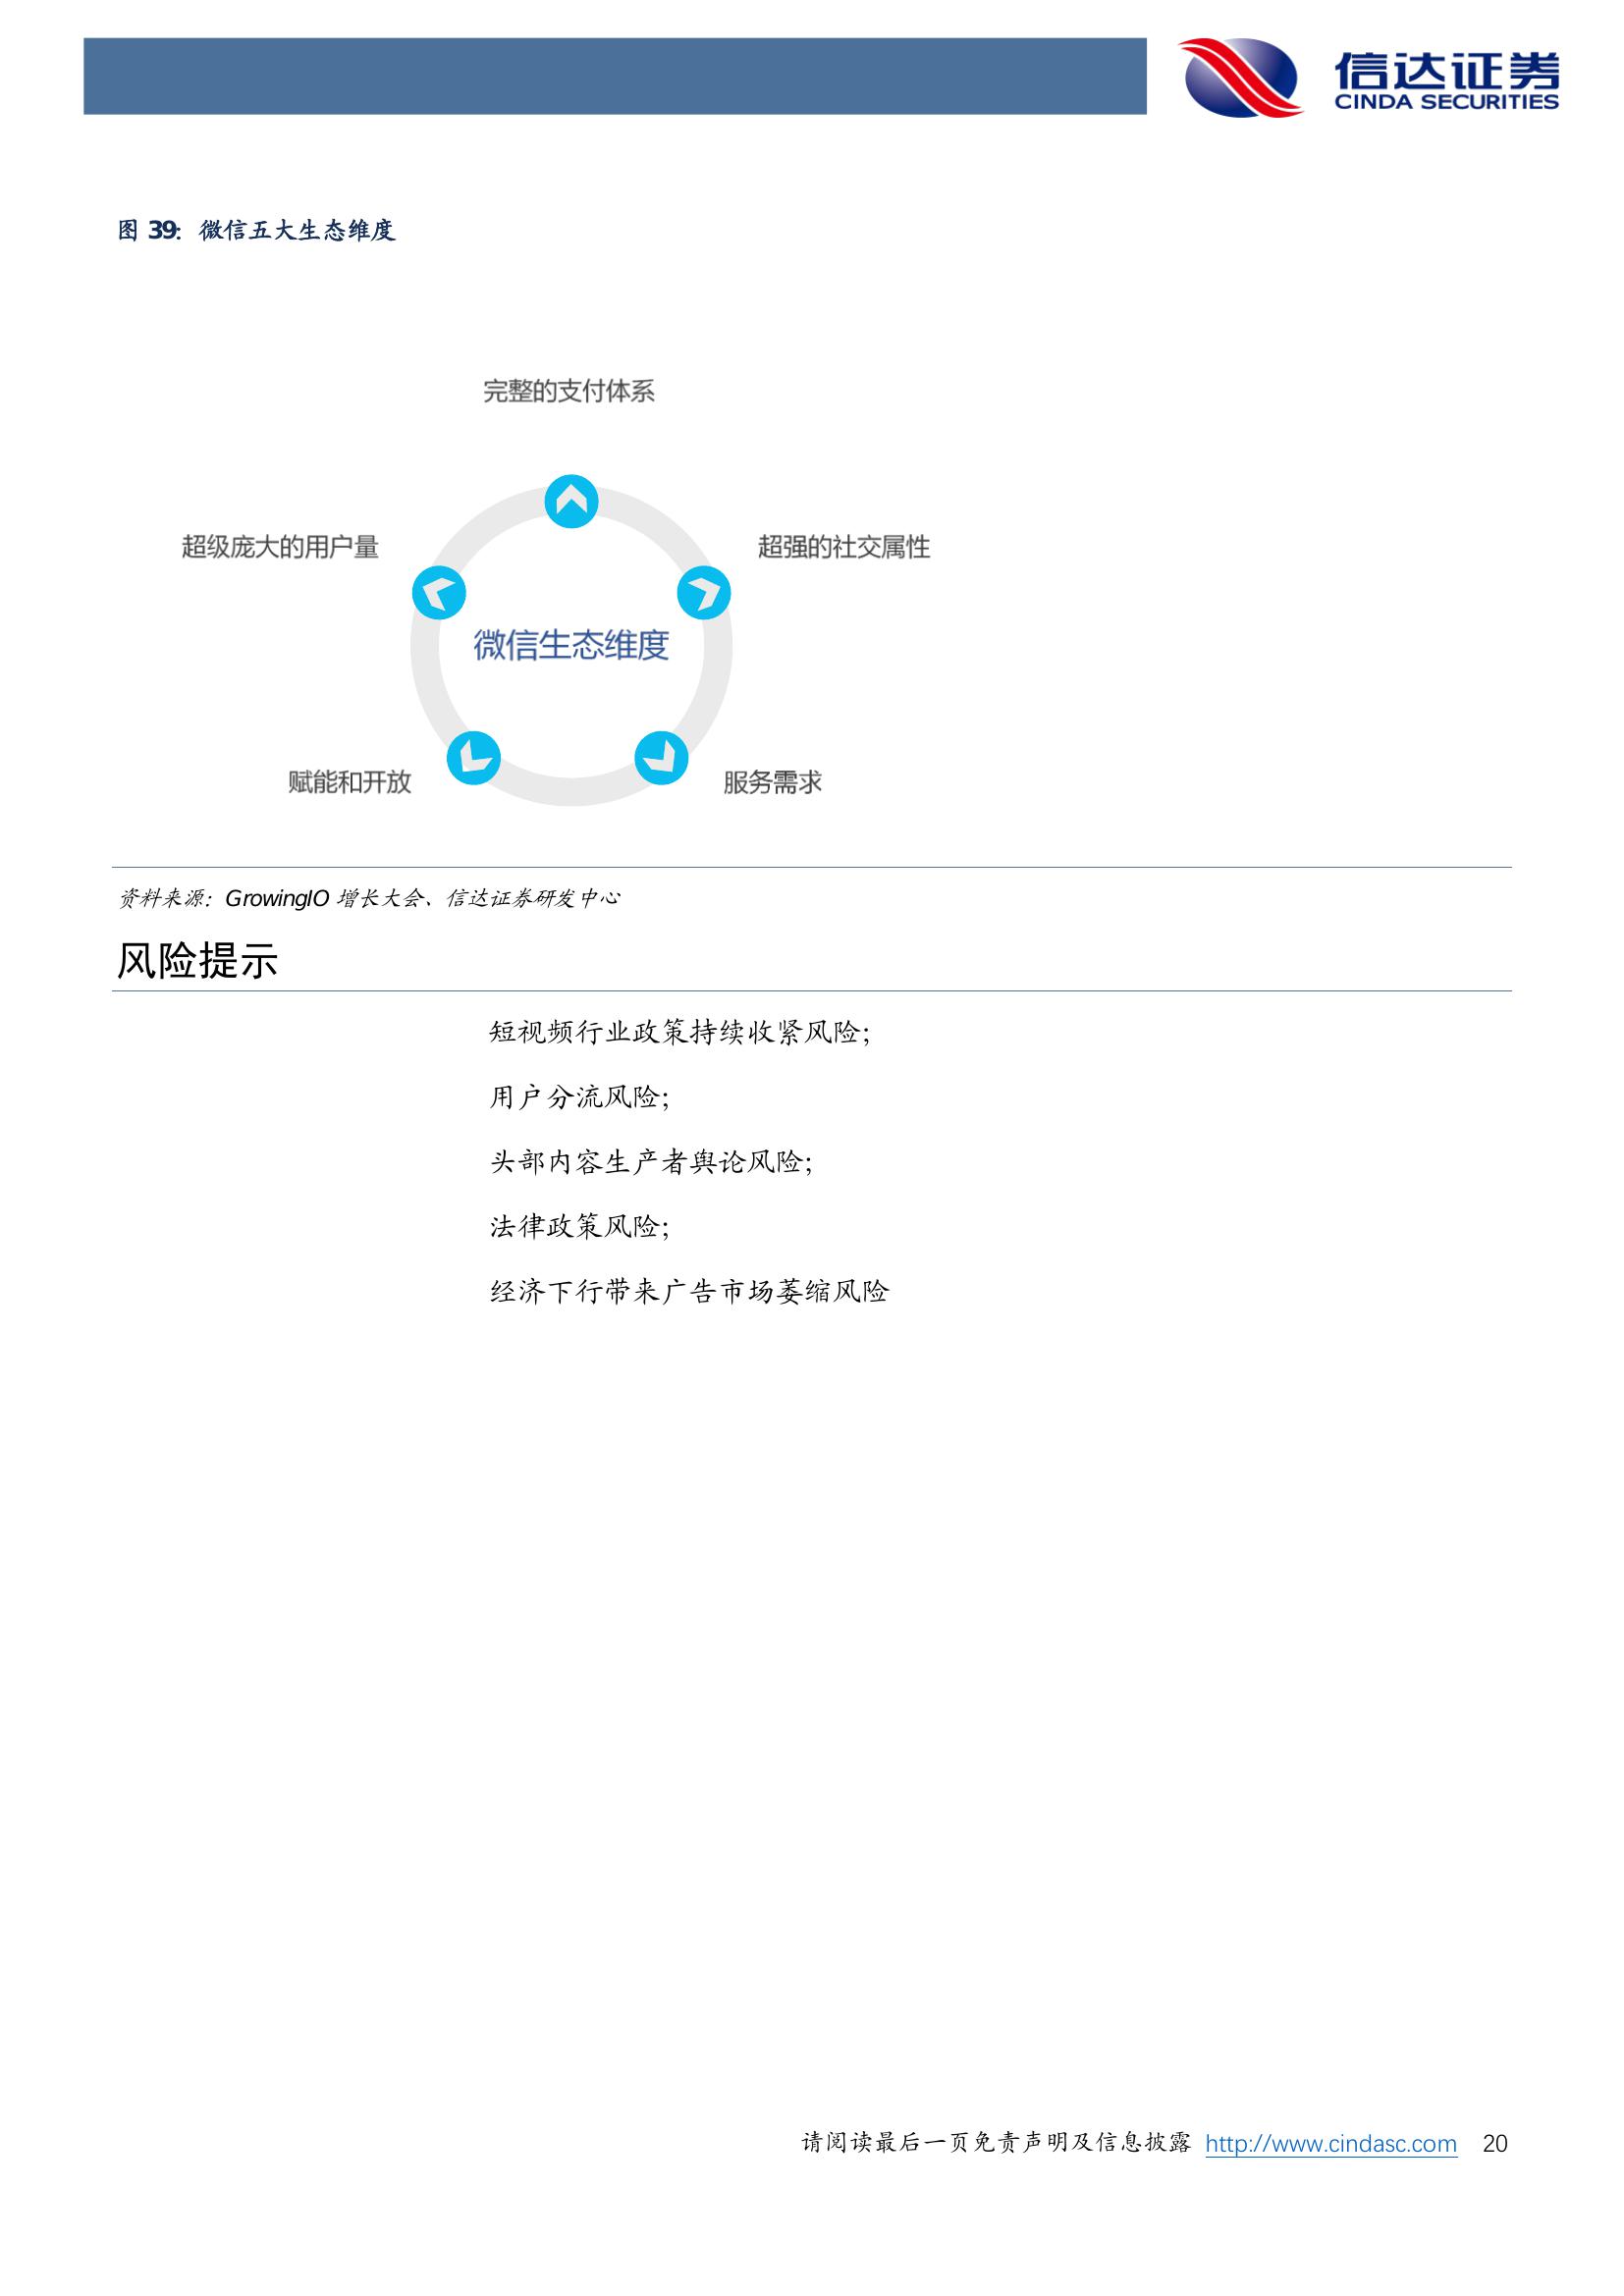 信达证券
CINDA SECURITIES
图 39: 微信五大生态维度
完整的支付体系
超级庞大的用户量
超强的社交属性
微信生态维度
赋能和开放
服务需求
资料来源: GrowingIO 增长大会、信达证券研发中心
风险提示
短视频行业政策持续收紧风险;
用户分流风险;
头部内容生产者舆论风险;
法律政策风险;
经济下行带来广告市场萎缩风险
请阅读最后一页免责声明及信息披露 http://www.cindasc.com 20